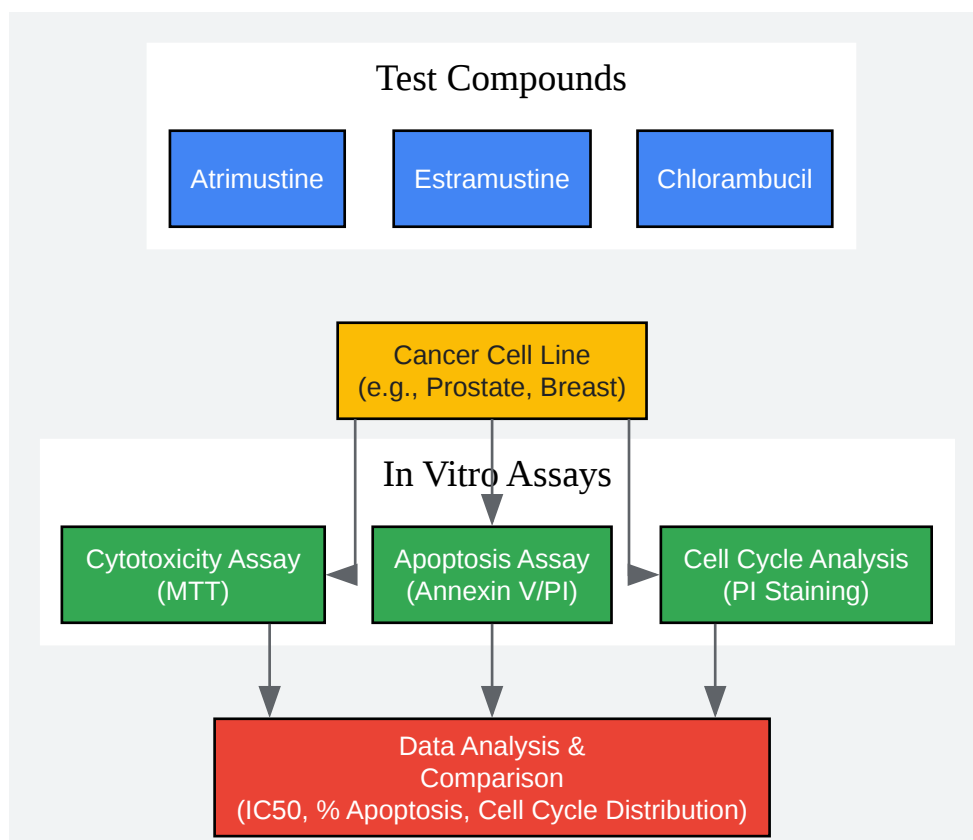 Test Compounds
Atrimustine
Estramustine
Chlorambucil
Cancer Cell Line
(e.g., Prostate, Breast)
In Vitro Assays
Cytotoxicity Assay
(MTT)
Apoptosis Assay
(Annexin V/PI)
Cell Cycle Analysis
(PI Staining)
Data Analysis &
Comparison
(IC50, % Apoptosis, Cell Cycle Distribution)